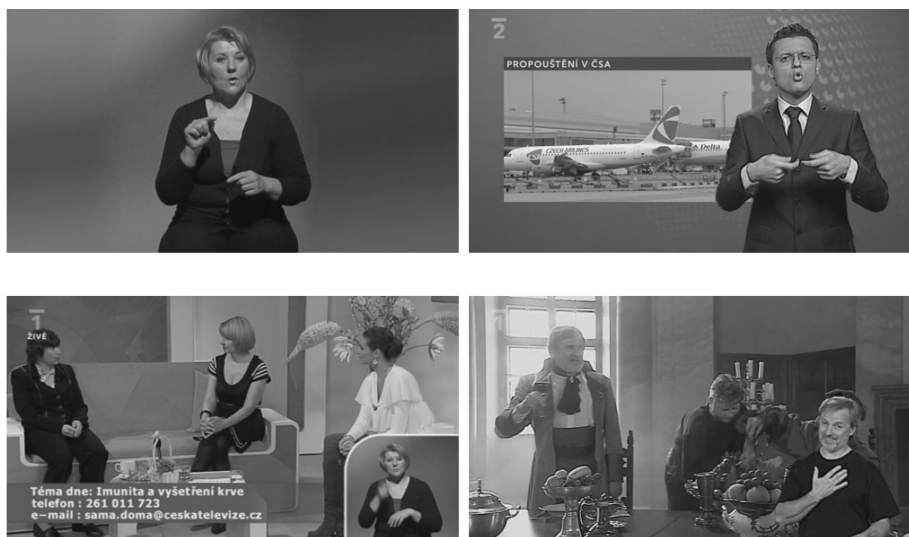 2
PROPOUŠTĚNÍ V ČSA
CZECH AIRLINES
Delta
1
ŽIVĚ
Téma dne: Imunita a vyšetření krve
telefon : 261 011 723
e-mail : sama.doma@ceskatelevize.cz
1